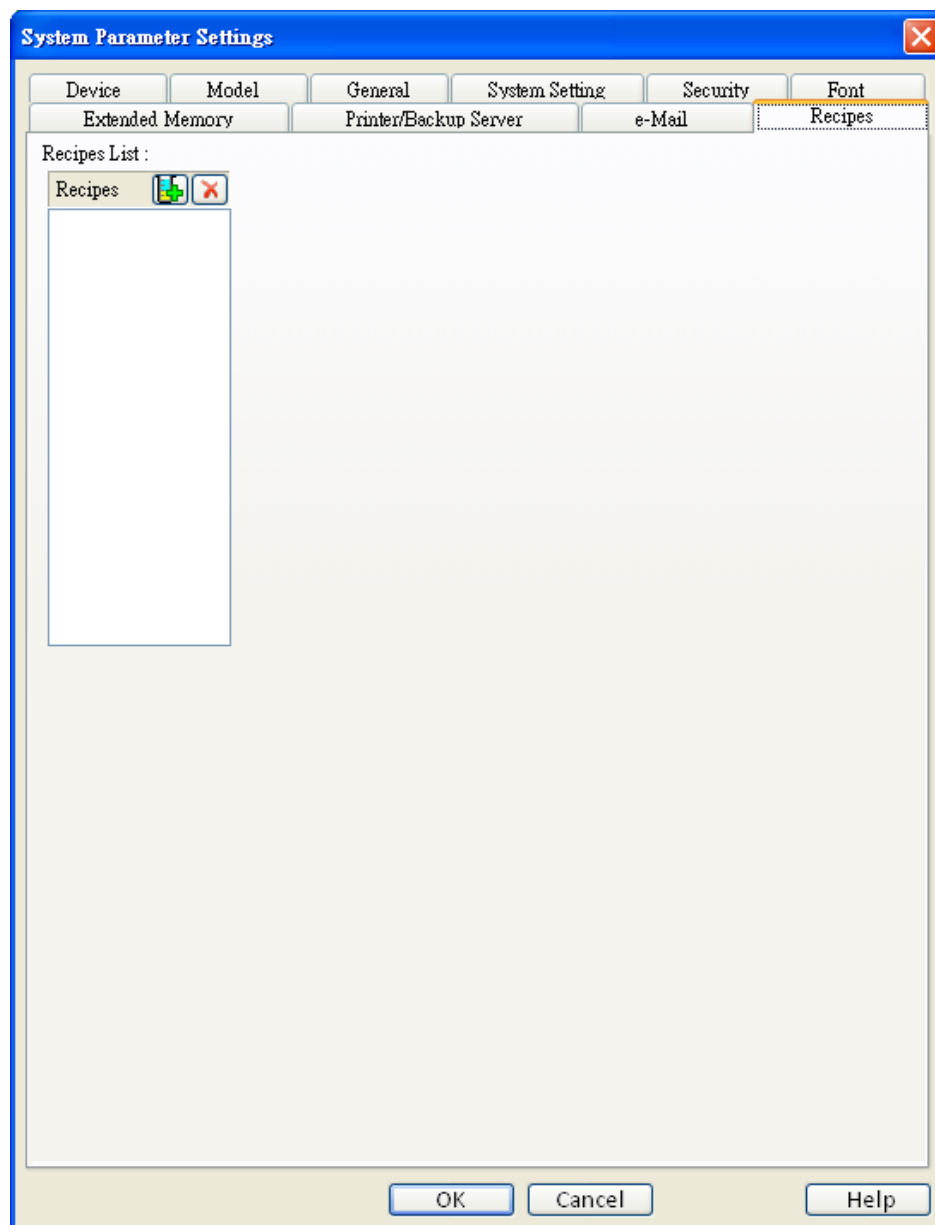 System Parameter Settings
Device Model General System Setting Security Font
Extended Memory Printer/Backup Server e-Mail Recipes
Recipes List :
Recipes
OK Cancel Help